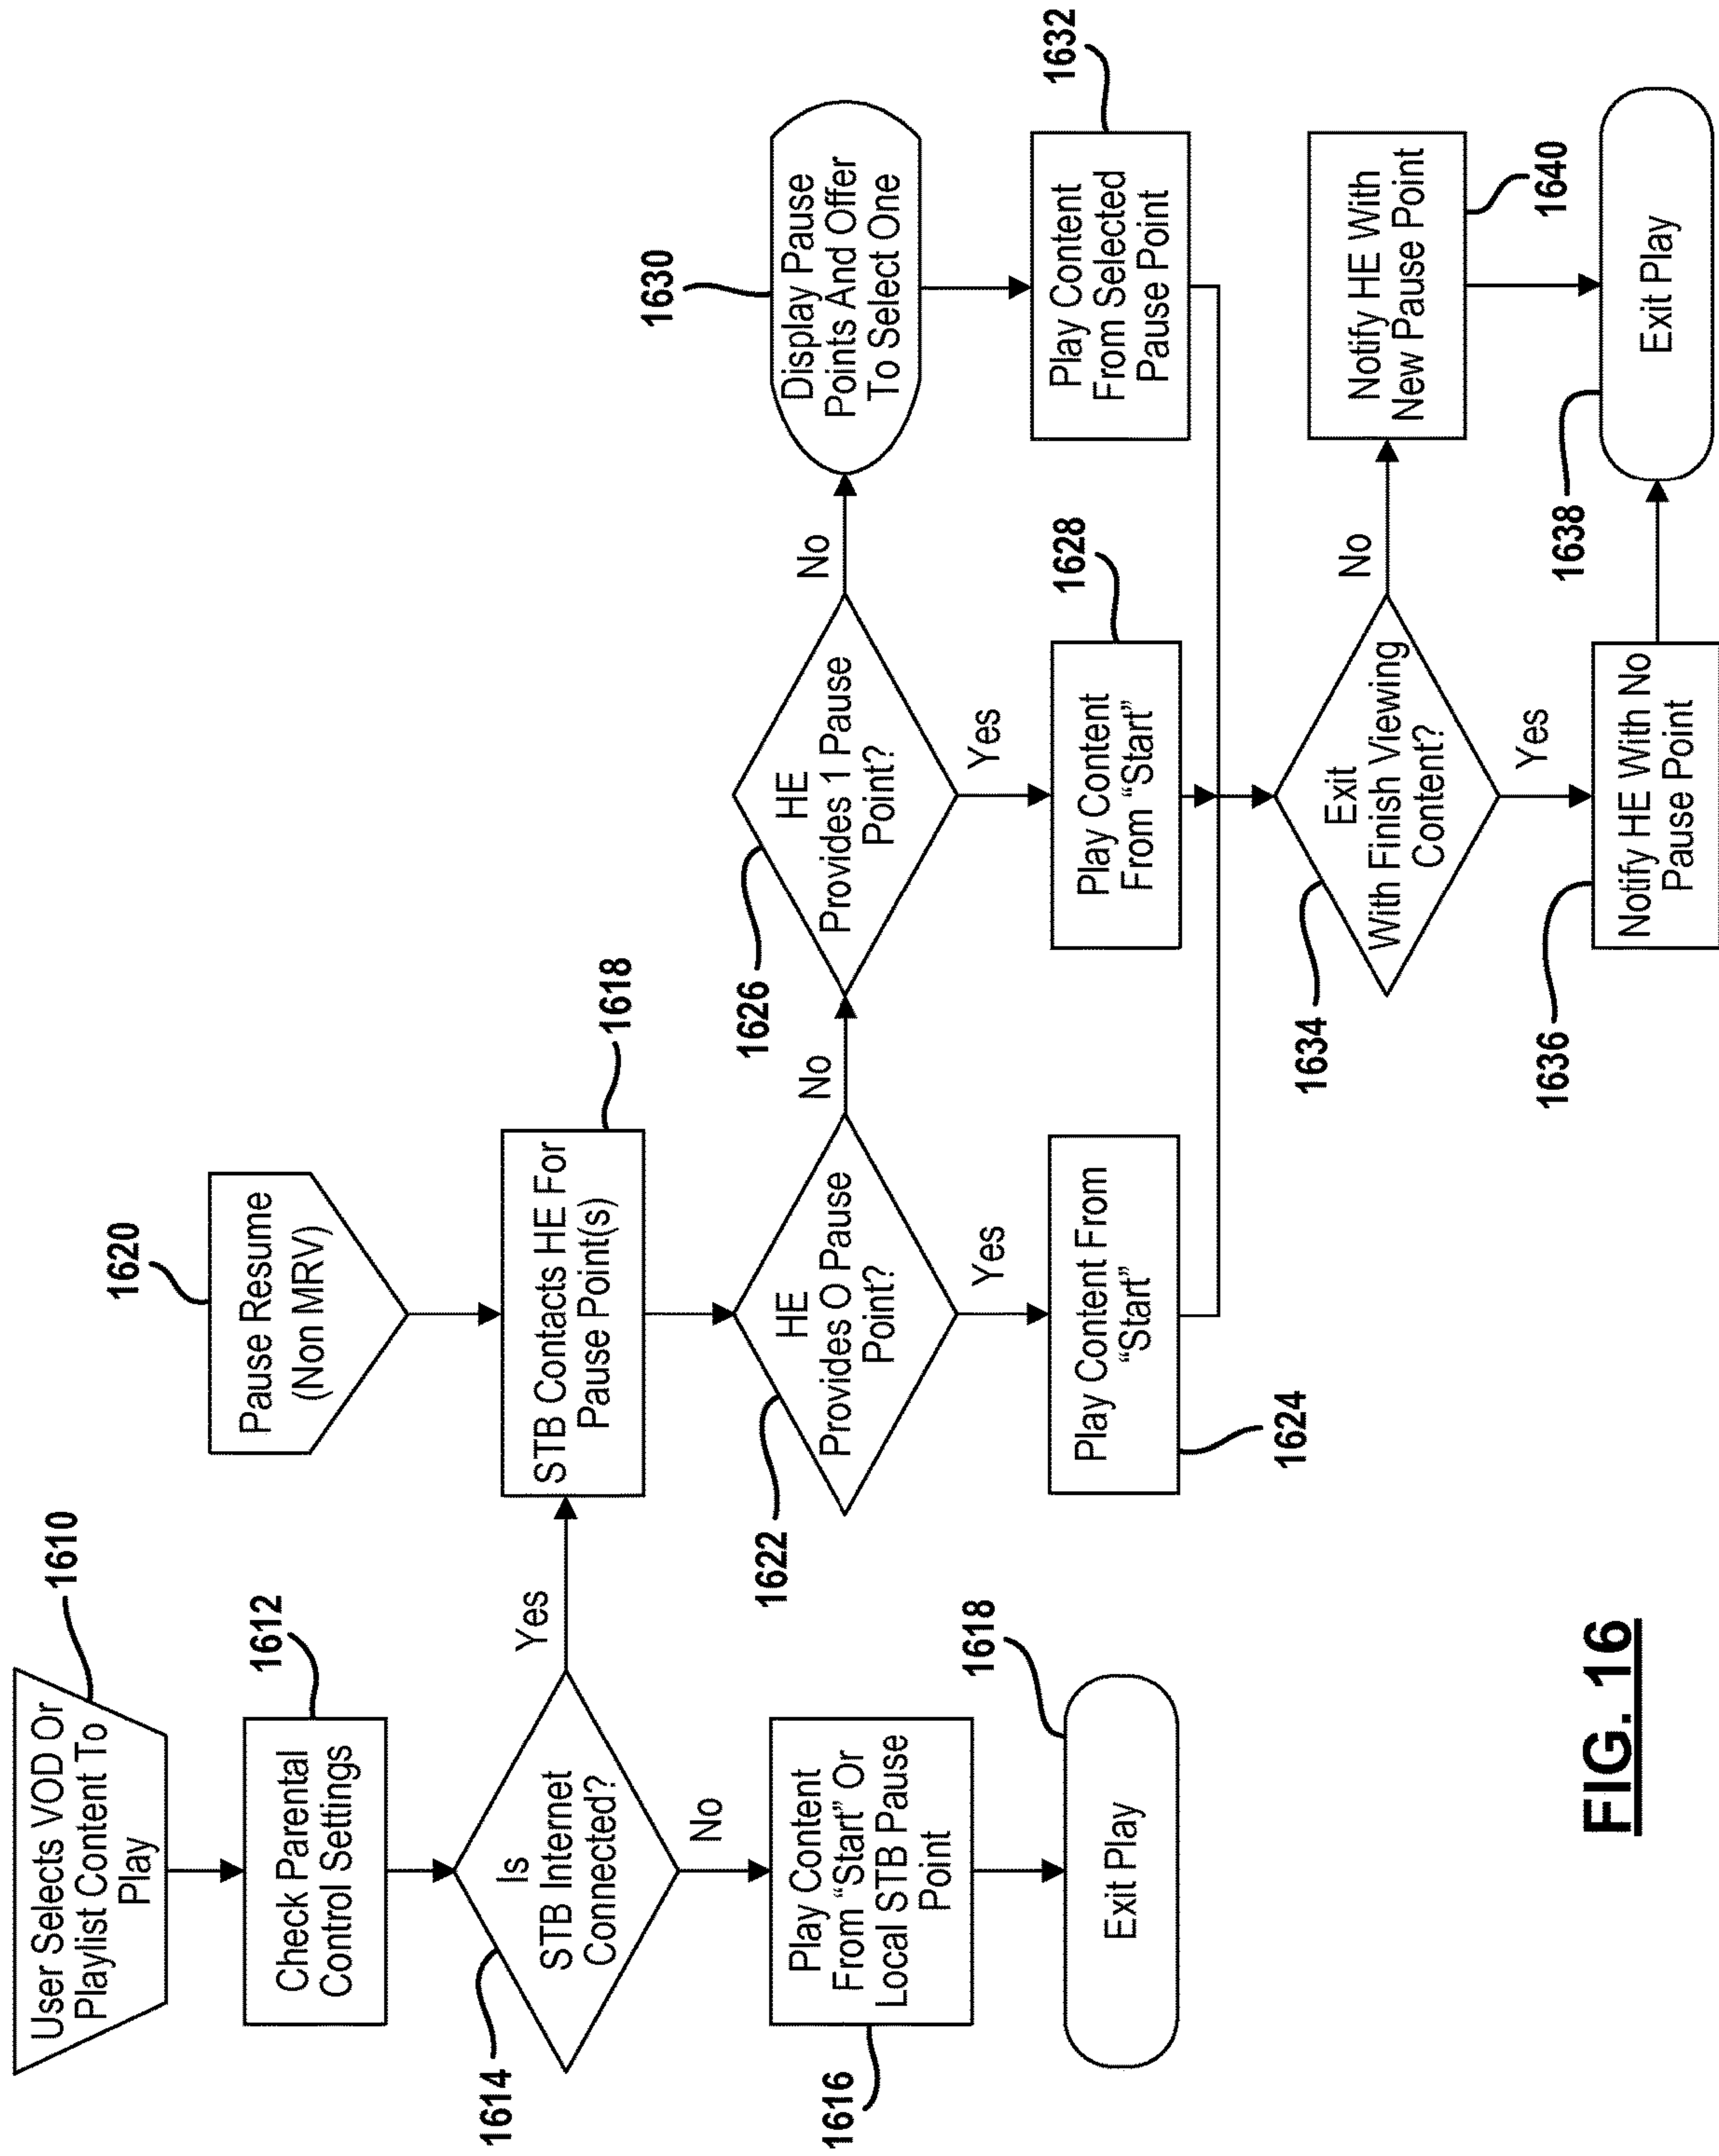 User Selects VOD Or
Playlist Content To
Play
1610
Check Parental
Control Settings
1612
Is
STB Internet
Connected?
1614
Yes
No
Play Content
From "Start" Or
Local STB Pause
Point
1616
Exit Play
1618
Pause Resume
(Non MRV)
1620
STB Contacts HE For
Pause Point(s)
1618
HE
Provides O Pause
Point?
1622
No
Yes
Play Content From
"Start"
1624
HE
Provides 1 Pause
Point?
1626
No
Yes
Play Content
From "Start"
1628
Display Pause
Points And Offer
To Select One
1630
Play Content
From Selected
Pause Point
1632
Exit
With Finish Viewing
Content?
1634
No
Yes
Notify HE With No
Pause Point
1636
Notify HE With
New Pause Point
1640
Exit Play
1638
FIG. 16